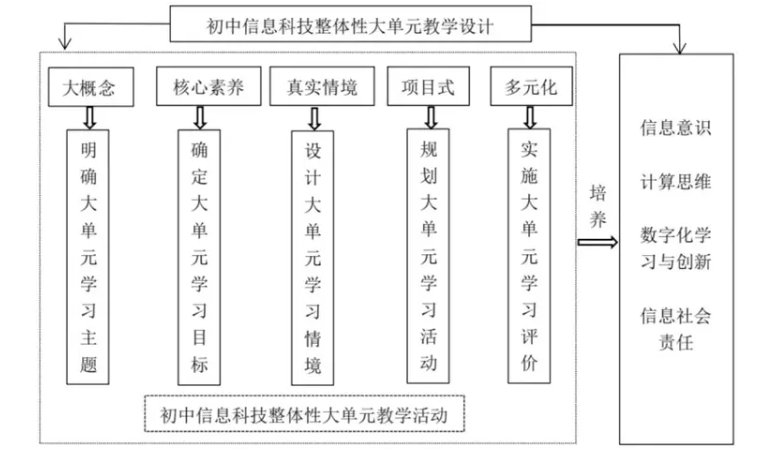 初中信息科技整体性大单元教学设计
大概念
核心素养
真实情境
项目式
多元化
明确大单元学习主题
确定大单元学习目标
设计大单元学习情境
规划大单元学习活动
实施大单元学习评价
初中信息科技整体性大单元教学活动
培养
信息意识
计算思维
数字化学
习与创新
信息社会
责任